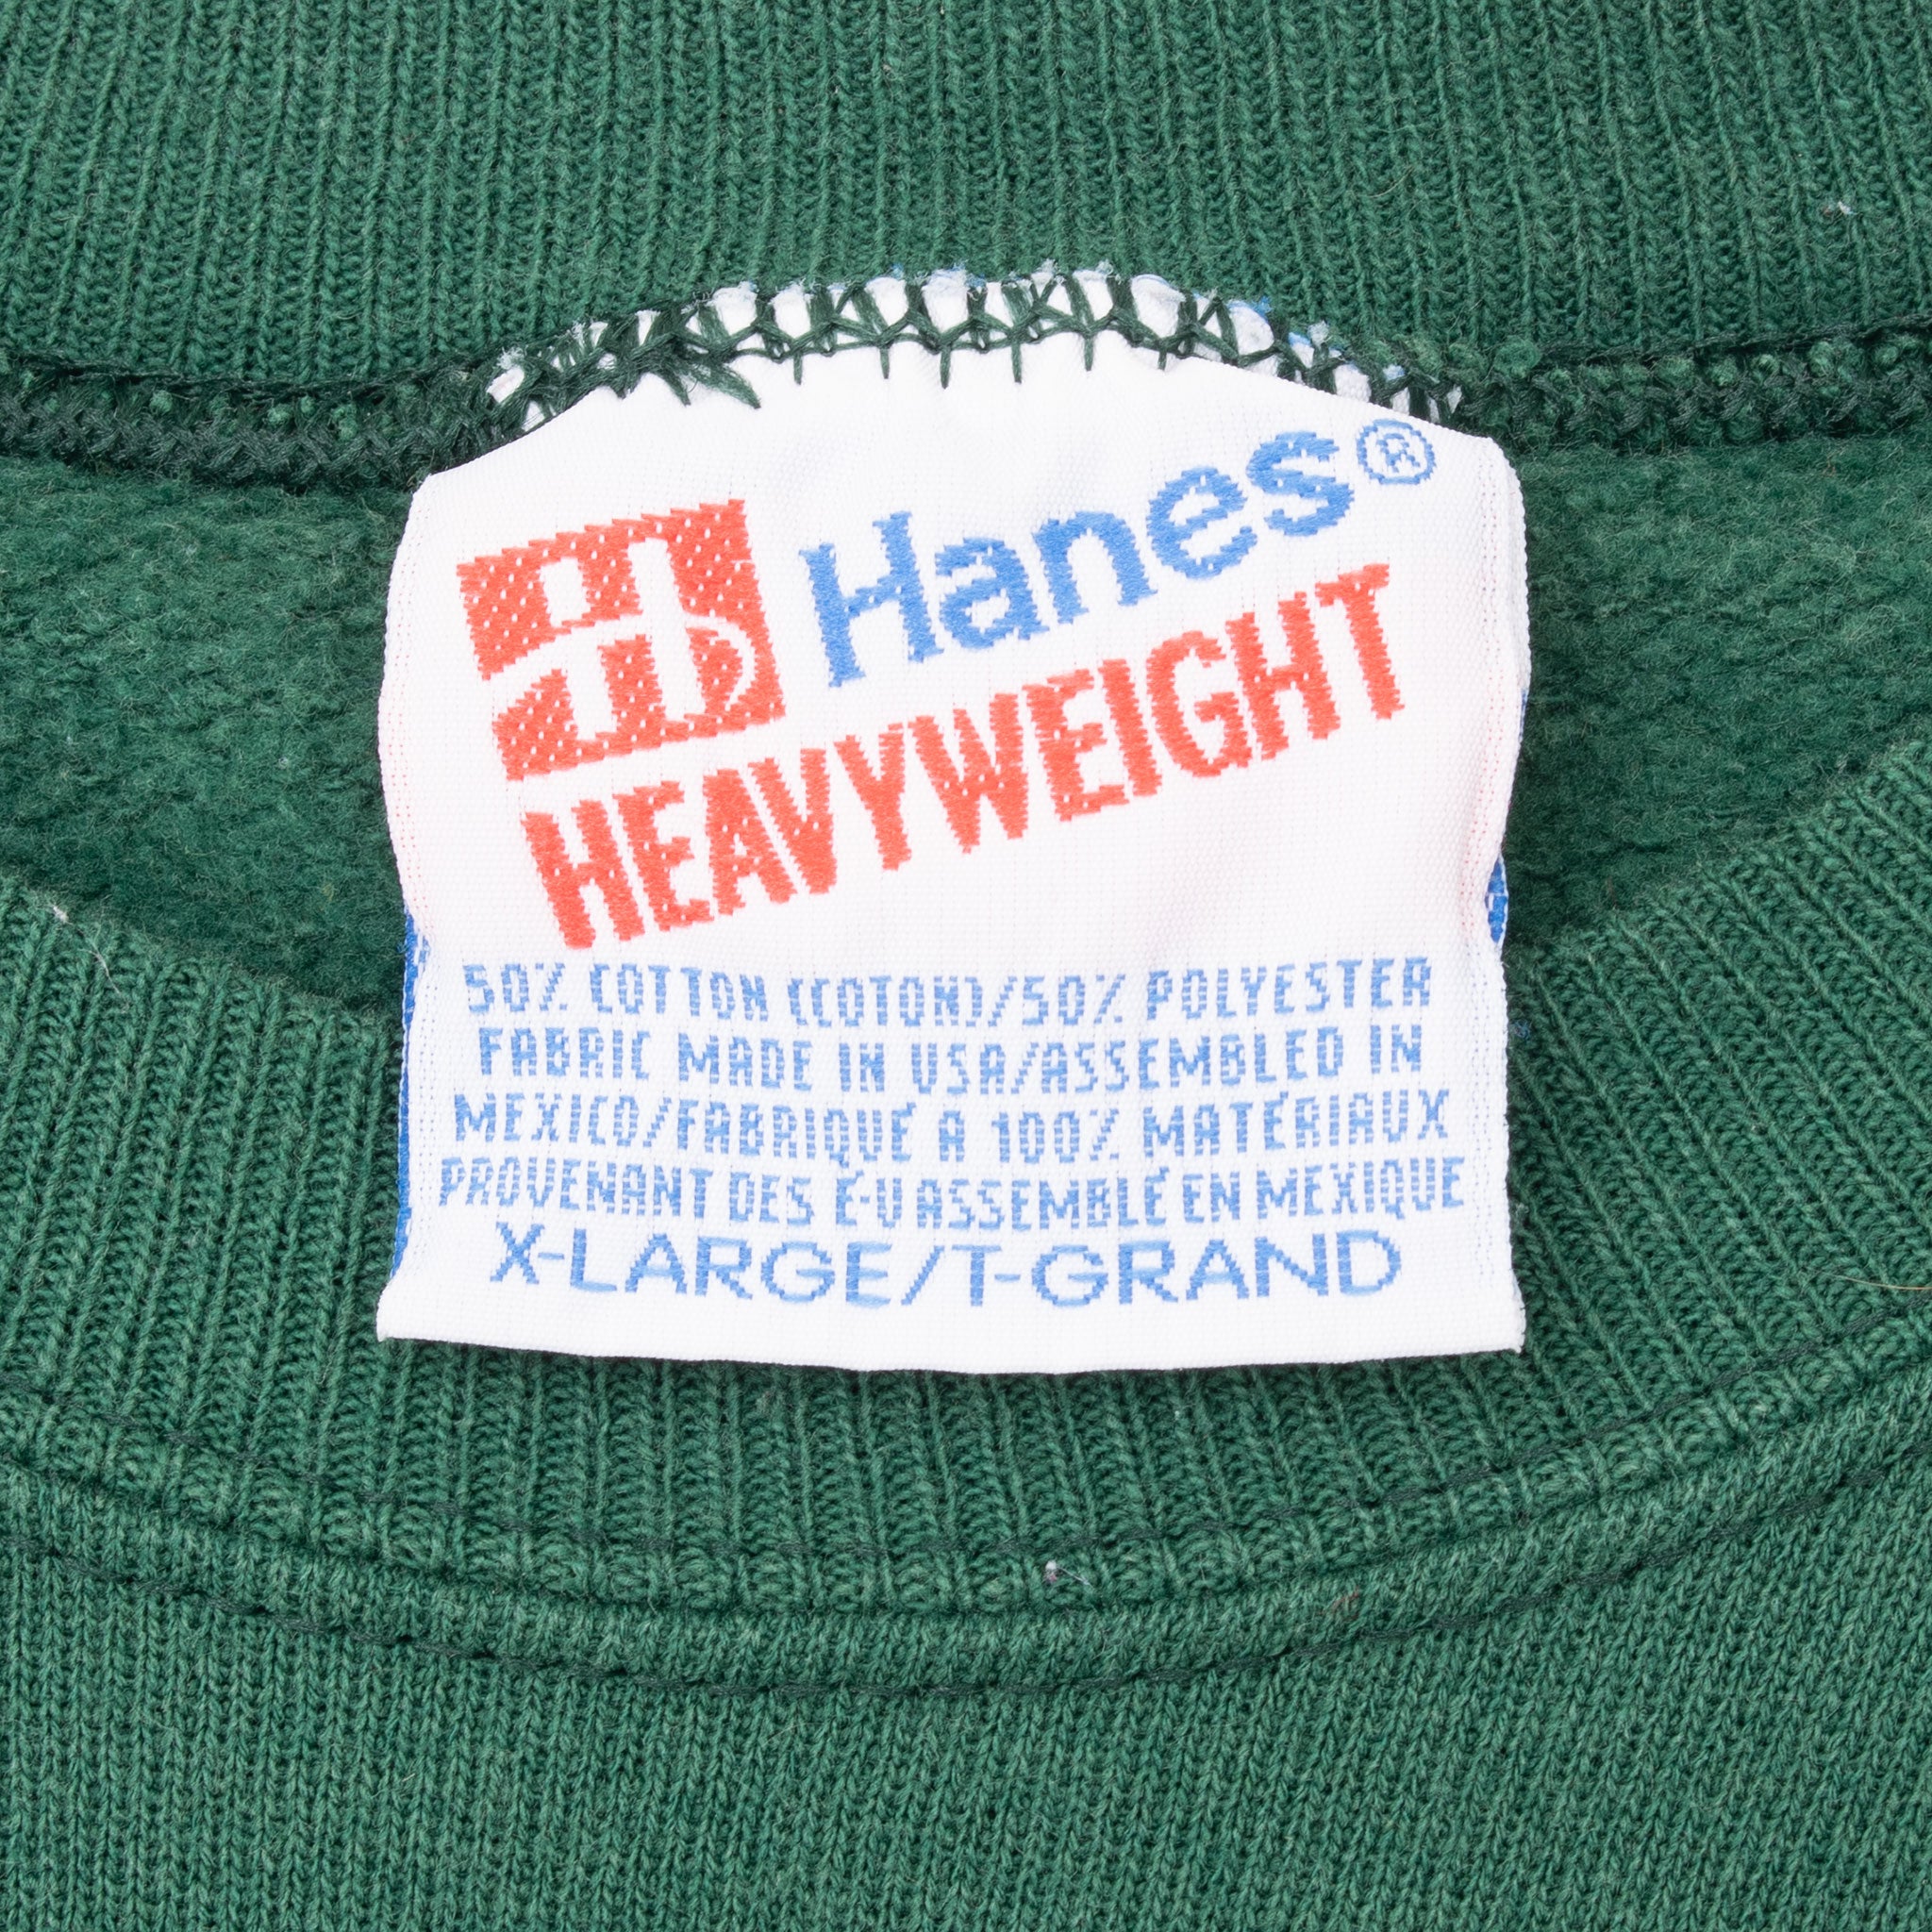 Hanes®
HEAVYWEIGHT
50% COTTON (COTON)/50% POLYESTER
FABRIC MADE IN USA/ASSEMBLED IN
MEXICO/FABRIQUÉ A 100% MATÉRIAUX
PROVENANT DES É-U ASSEMBLÉ EN MEXIQUE
X-LARGE/T-GRAND